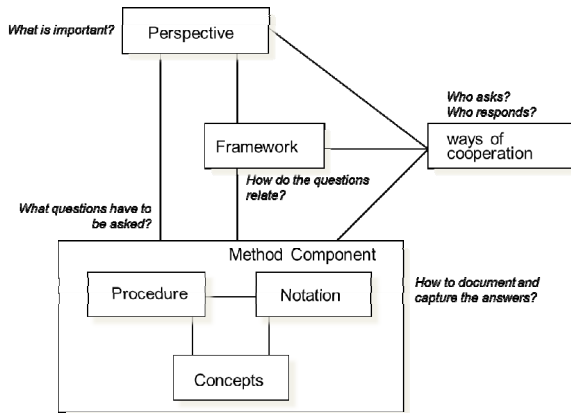 What is important?
Perspective
Who asks?
Who responds?
ways of
cooperation
Framework
How do the questions
relate?
What questions have to
be asked?
Method Component
Procedure
Notation
How to document and
capture the answers?
Concepts